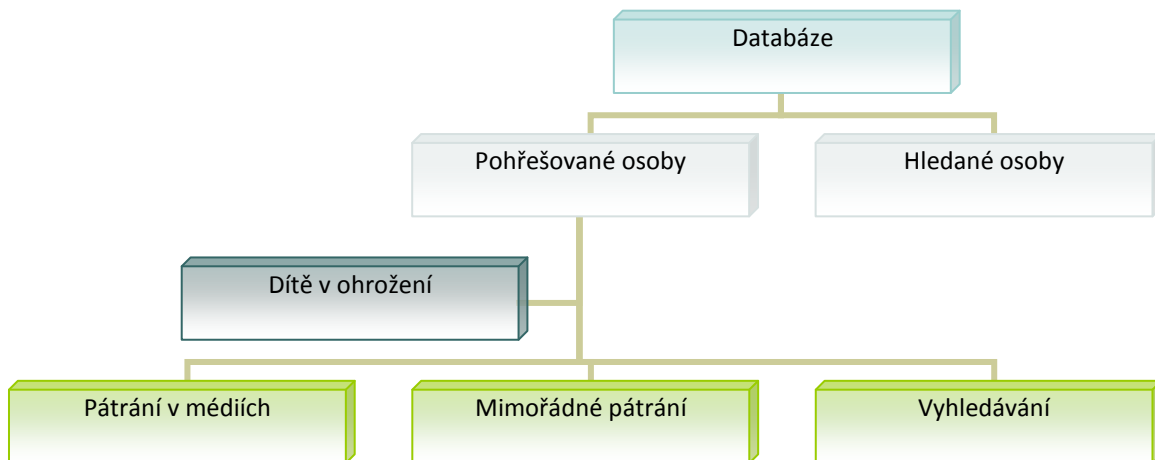 Databáze
Pohřešované osoby
Hledané osoby
Dítě v ohrožení
Pátrání v médiích
Mimořádné pátrání
Vyhledávání